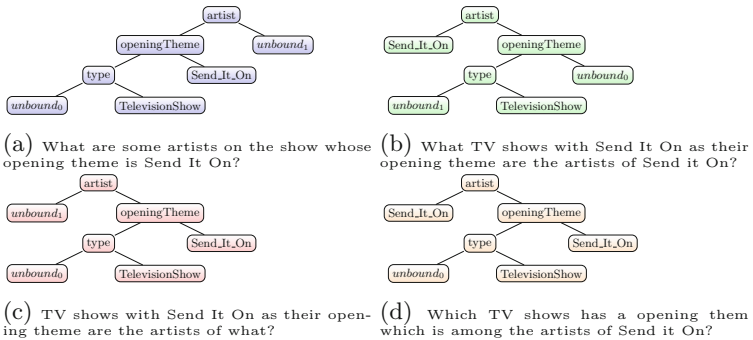 artist
openingTheme unbound₁
type Send_It_On
unbound₀ TelevisionShow
(a) What are some artists on the show whose
opening theme is Send It On?
artist
Send_It_On openingTheme
type unbound₀
unbound₁ TelevisionShow
(b) What TV shows with Send It On as their
opening theme are the artists of Send it On?
artist
unbound₁ openingTheme
type Send_It_On
unbound₀ TelevisionShow
(c) TV shows with Send It On as their open-
ing theme are the artists of what?
artist
Send_It_On openingTheme
type Send_It_On
unbound₀ TelevisionShow
(d) Which TV shows has a opening them
which is among the artists of Send it On?